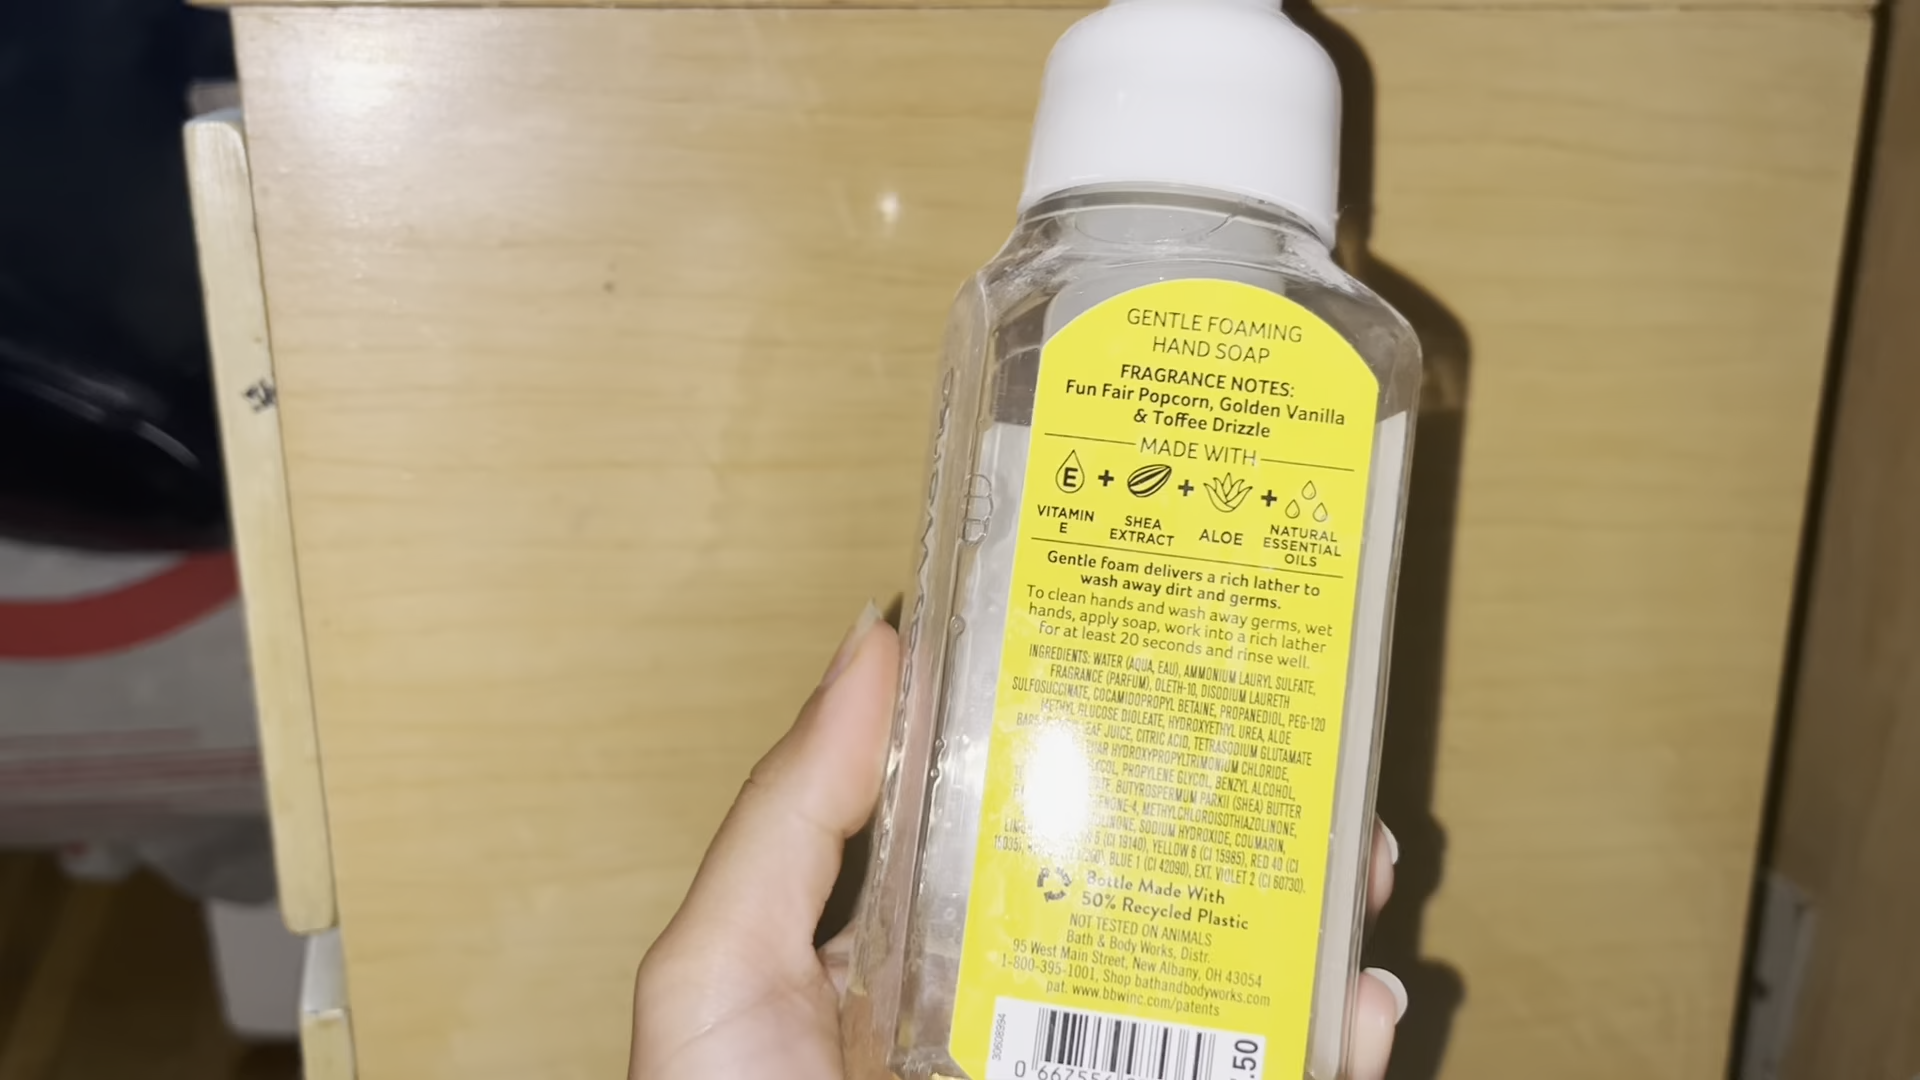 GENTLE FOAMING
HAND SOAP
FRAGRANCE NOTES:
Fun Fair Popcorn, Golden Vanilla
& Toffee Drizzle
MADE WITH
E + + +
VITAMIN E
SHEA EXTRACT
ALOE
NATURAL ESSENTIAL OILS
Gentle foam delivers a rich lather to
wash away dirt and germs.
To clean hands and wash away germs, wet
hands, apply soap, work into a rich lather
for at least 20 seconds and rinse well.
INGREDIENTS: WATER (AQUA, EAU), AMMONIUM LAURYL SULFATE,
FRAGRANCE (PARFUM), OLETH-10, DISODIUM LAURETH
SULFOSUCCINATE, COCAMIDOPROPYL BETAINE, PROPANEDIOL, PEG-120
METHYL GLUCOSE DIOLEATE, HYDROXYETHYL UREA, ALOE
LEAF JUICE, CITRIC ACID, TETRASODIUM GLUTAMATE
HYDROXYPROPYLTRIMONIUM CHLORIDE,
PROPYLENE GLYCOL, BENZYL ALCOHOL,
BUTYROSPERMUM PARKII (SHEA) BUTTER
METHYLCHLOROISOTHIAZOLINONE,
SODIUM HYDROXIDE, COUMARIN,
(CI 19140), YELLOW 6 (CI 15985), RED 40 (CI
BLUE 1 (CI 42090), EXT. VIOLET 2 (CI 60730).
Bottle Made With
50% Recycled Plastic
NOT TESTED ON ANIMALS
Bath & Body Works, Distr.
95 West Main Street, New Albany, OH 43054
1-800-395-1001, Shop bathandbodyworks.com
pat. www.bbwinc.com/patents
30608994
.50